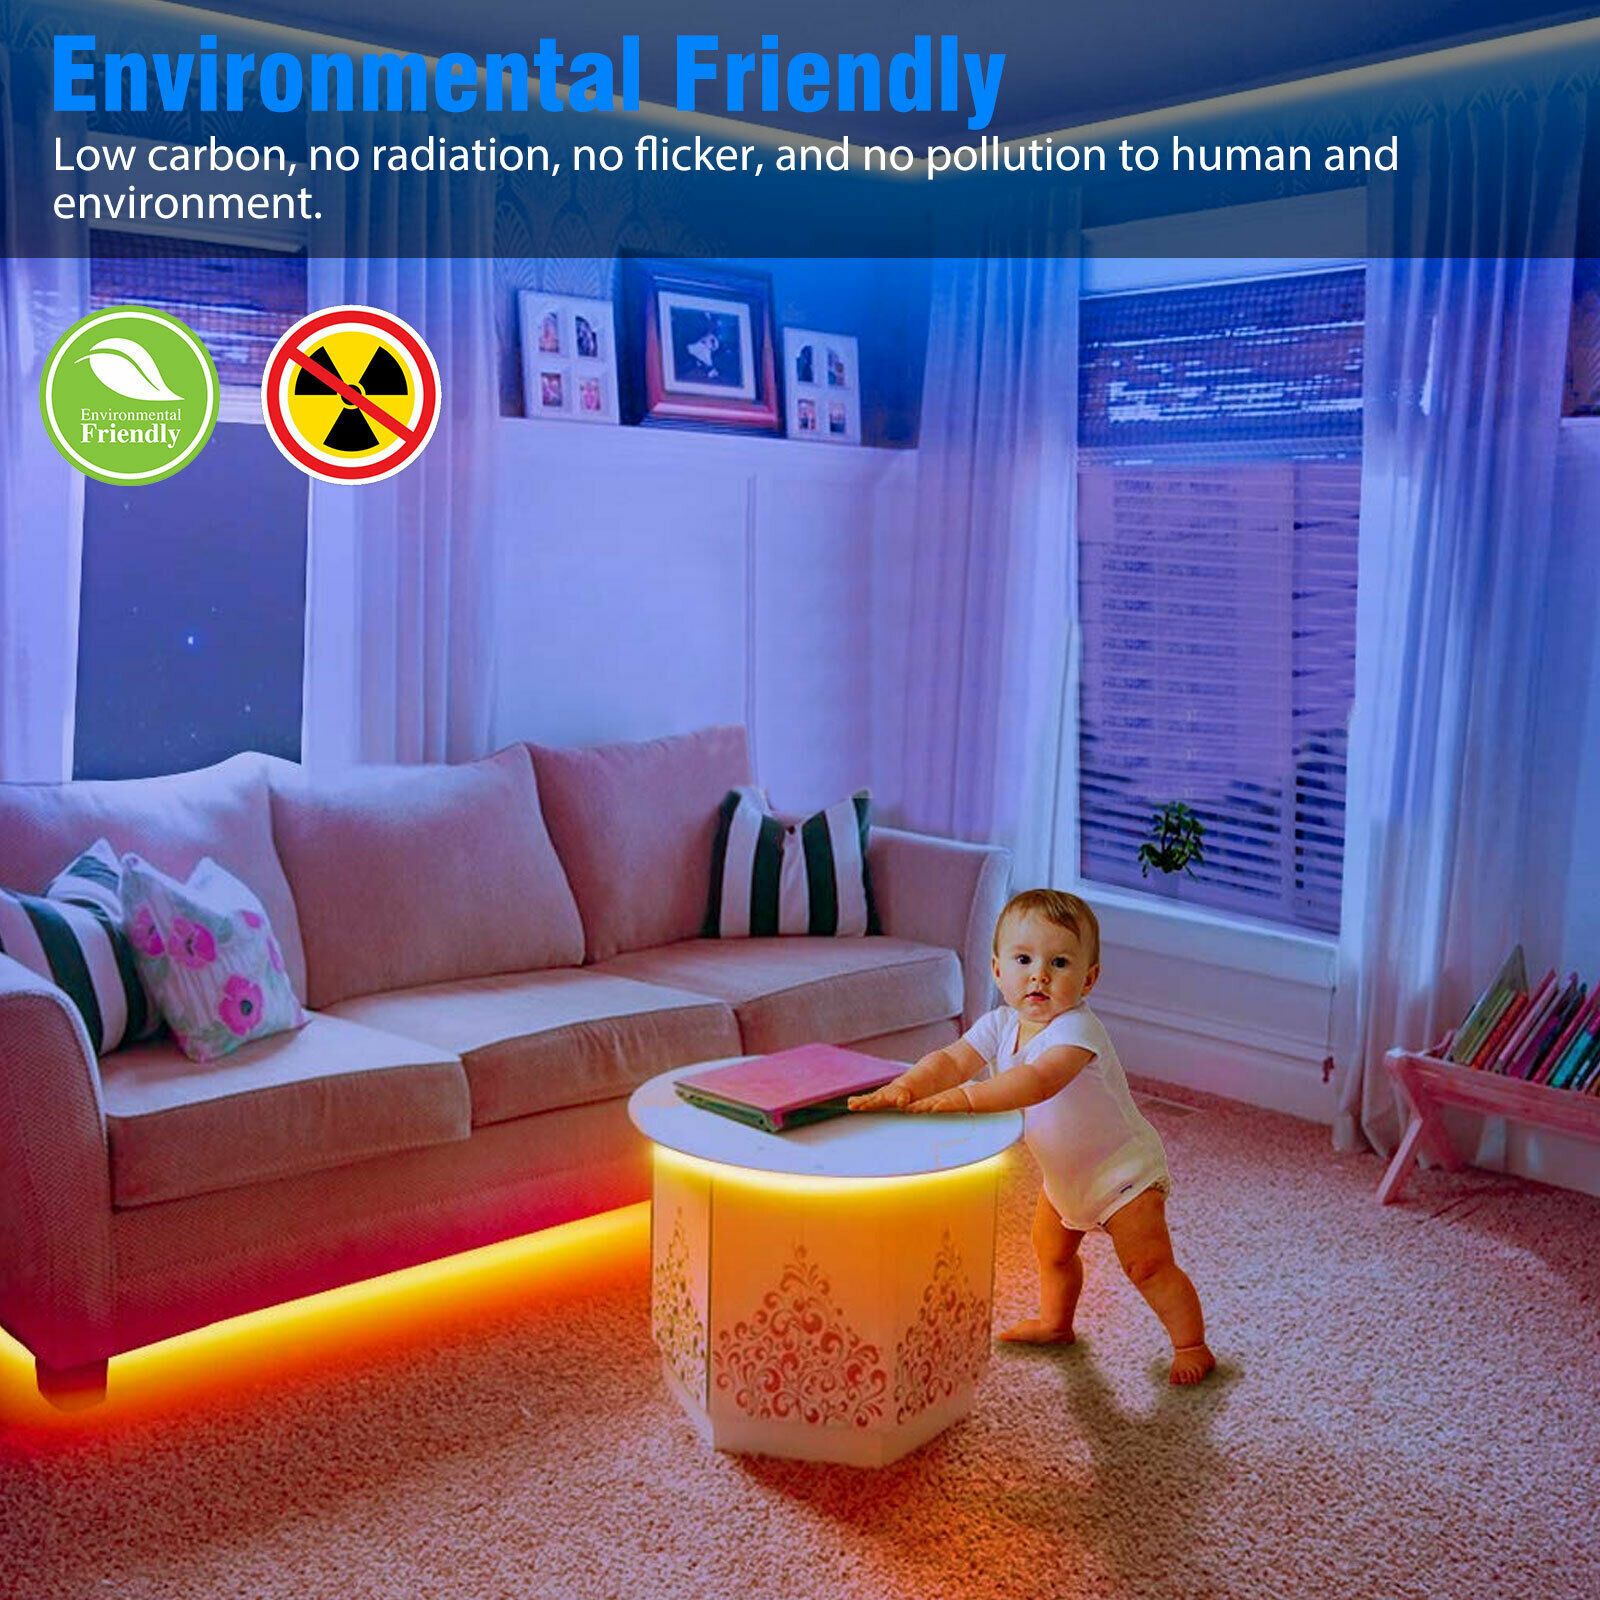 Environmental Friendly
Low carbon, no radiation, no flicker, and no pollution to human and
environment.
Environmental
Friendly